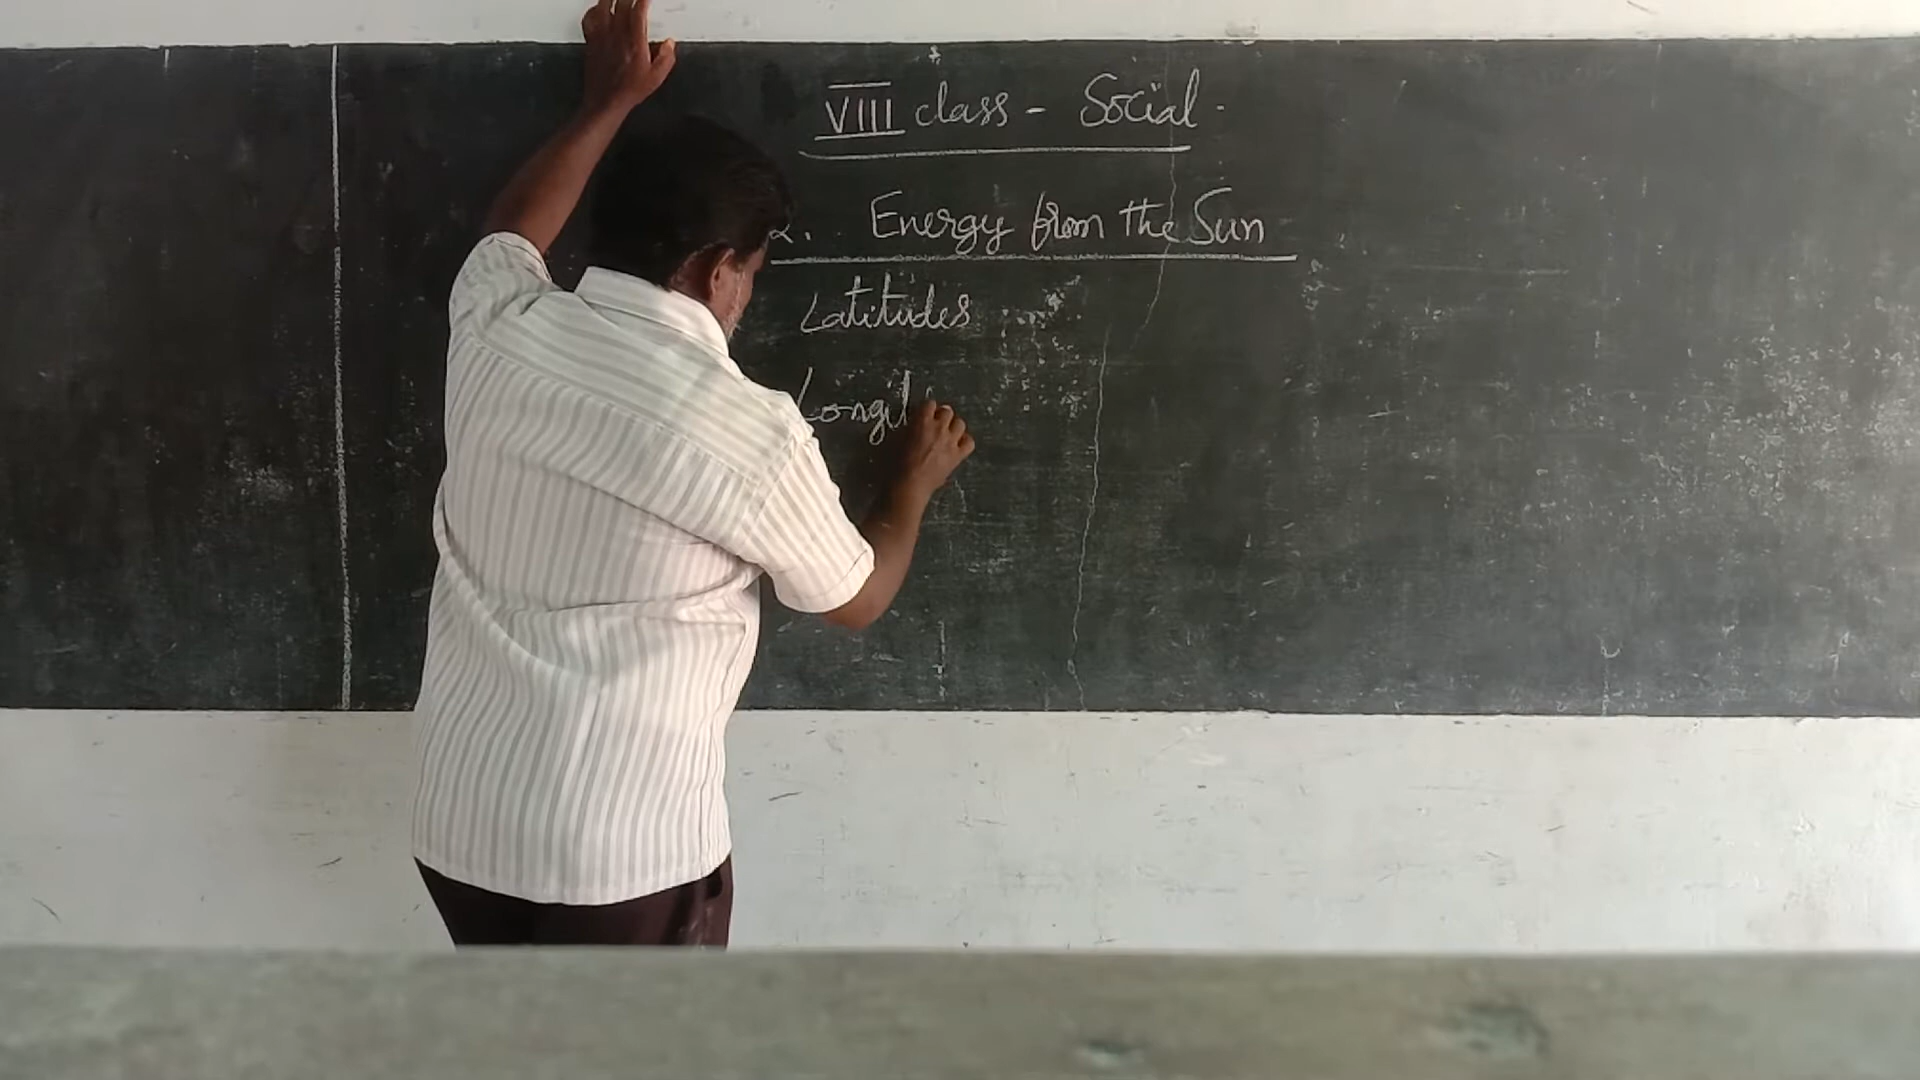 VIII class - Social.
2. Energy from the Sun
Latitudes
Longit